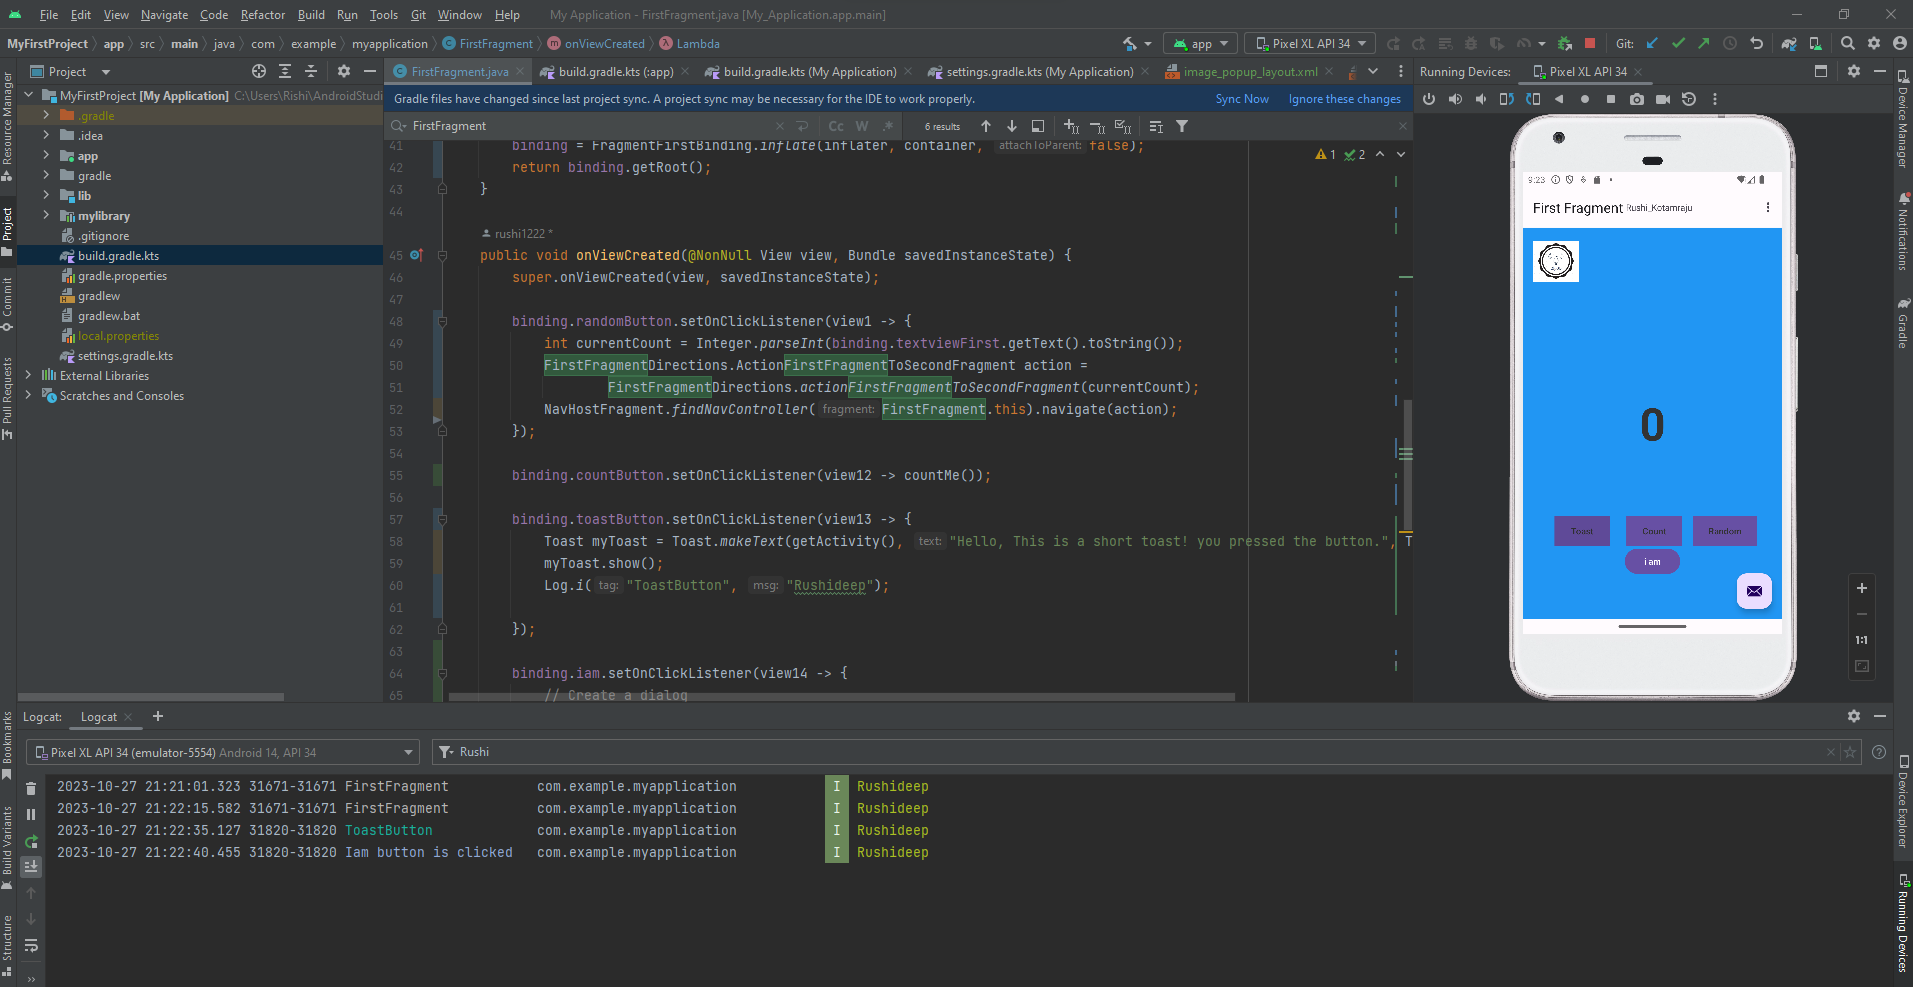 File Edit View Navigate Code Refactor Build Run Tools Git Window Help My Application - FirstFragment.java [My_Application.app.main]
MyFirstProject app src main java com example myapplication FirstFragment onViewCreated Lambda app Pixel XL API 34 Git:
Project FirstFragment.java build.gradle.kts (:app) build.gradle.kts (My Application) settings.gradle.kts (My Application) image_popup_layout.xml Running Devices: Pixel XL API 34
Gradle files have changed since last project sync. A project sync may be necessary for the IDE to work properly. Sync Now Ignore these changes
FirstFragment Cc W .* 6 results
Resource Manager
Project
Commit
Pull Requests
Bookmarks
Build Variants
Structure
MyFirstProject [My Application] C:\Users\Rishi\AndroidStudi
.gradle
.idea
app
gradle
lib
mylibrary
.gitignore
build.gradle.kts
gradle.properties
gradlew
gradlew.bat
local.properties
settings.gradle.kts
External Libraries
Scratches and Consoles
1 2
41 binding = FragmentFirstBinding.inflate(inflater, container, attachToParent: false);
42 return binding.getRoot();
43 }
44
rushi1222 *
45 public void onViewCreated(@NonNull View view, Bundle savedInstanceState) {
46 super.onViewCreated(view, savedInstanceState);
47
48 binding.randomButton.setOnClickListener(view1 -> {
49 int currentCount = Integer.parseInt(binding.textviewFirst.getText().toString());
50 FirstFragmentDirections.ActionFirstFragmentToSecondFragment action =
51 FirstFragmentDirections.actionFirstFragmentToSecondFragment(currentCount);
52 NavHostFragment.findNavController( fragment: FirstFragment.this).navigate(action);
53 });
54
55 binding.countButton.setOnClickListener(view12 -> countMe());
56
57 binding.toastButton.setOnClickListener(view13 -> {
58 Toast myToast = Toast.makeText(getActivity(), text: "Hello, This is a short toast! you pressed the button.", T
59 myToast.show();
60 Log.i( tag: "ToastButton", msg: "Rushideep");
61
62 });
63
64 binding.iam.setOnClickListener(view14 -> {
65 // Create a dialog
9:23
First Fragment Rushi_Kotamraju
0
Toast Count Random
i am
1:1
Device Manager
Notifications
Gradle
Device Explorer
Running Devices
Logcat: Logcat
Pixel XL API 34 (emulator-5554) Android 14, API 34 Rushi
2023-10-27 21:21:01.323 31671-31671 FirstFragment com.example.myapplication I Rushideep
2023-10-27 21:22:15.582 31671-31671 FirstFragment com.example.myapplication I Rushideep
2023-10-27 21:22:35.127 31820-31820 ToastButton com.example.myapplication I Rushideep
2023-10-27 21:22:40.455 31820-31820 Iam button is clicked com.example.myapplication I Rushideep